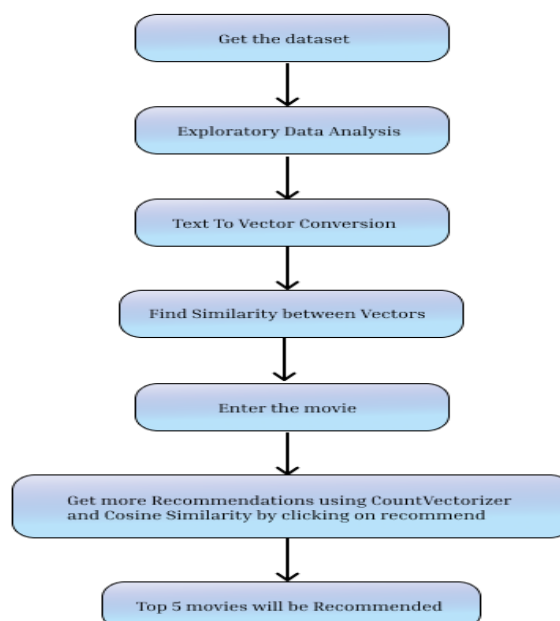 Get the dataset
Exploratory Data Analysis
Text To Vector Conversion
Find Similarity between Vectors
Enter the movie
Get more Recommendations using CountVectorizer
and Cosine Similarity by clicking on recommend
Top 5 movies will be Recommended